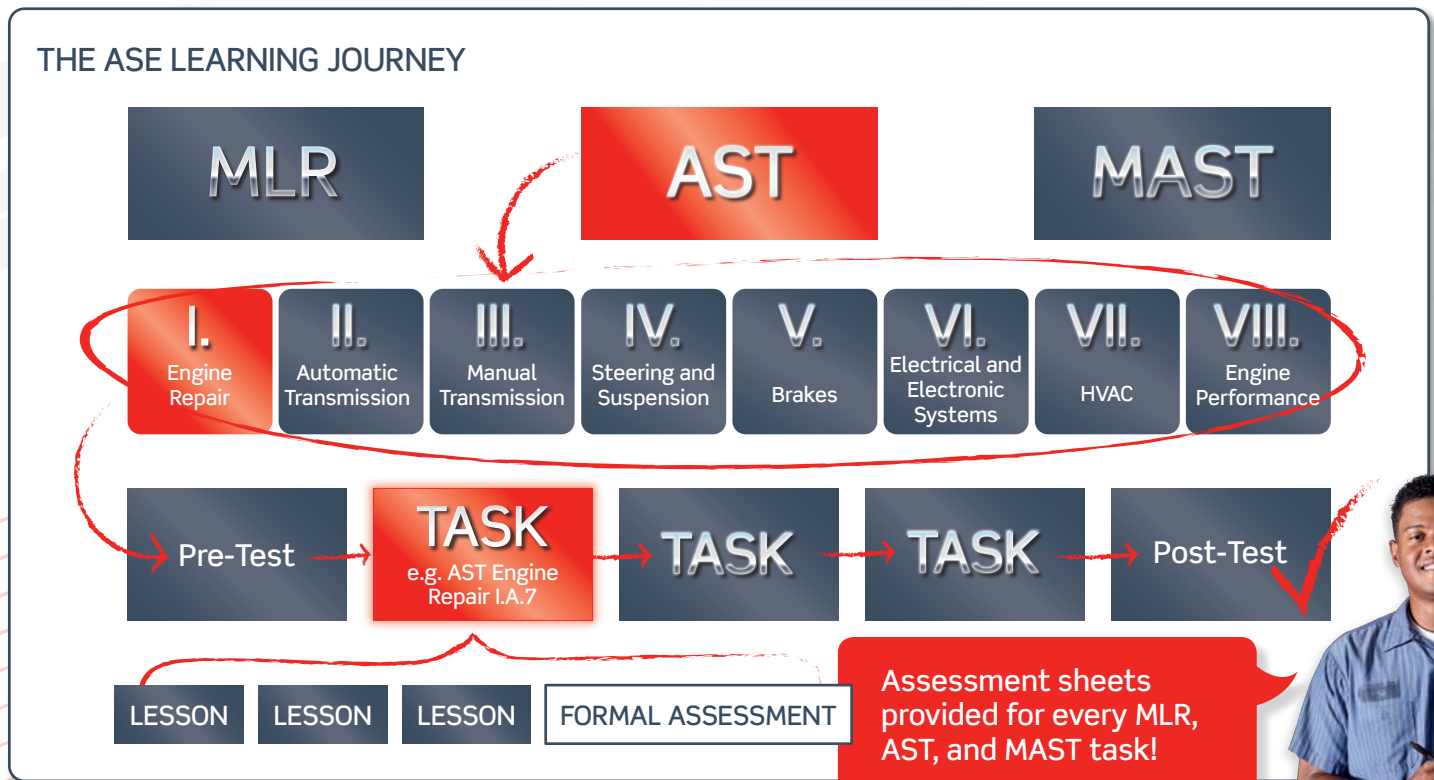 THE ASE LEARNING JOURNEY
MLR
AST
MAST
I.
Engine
Repair
II.
Automatic
Transmission
III.
Manual
Transmission
IV.
Steering and
Suspension
V.
Brakes
VI.
Electrical and
Electronic
Systems
VII.
HVAC
VIII.
Engine
Performance
Pre-Test
TASK
e.g. AST Engine
Repair I.A.7
TASK
TASK
Post-Test
LESSON
LESSON
LESSON
FORMAL ASSESSMENT
Assessment sheets
provided for every MLR,
AST, and MAST task!